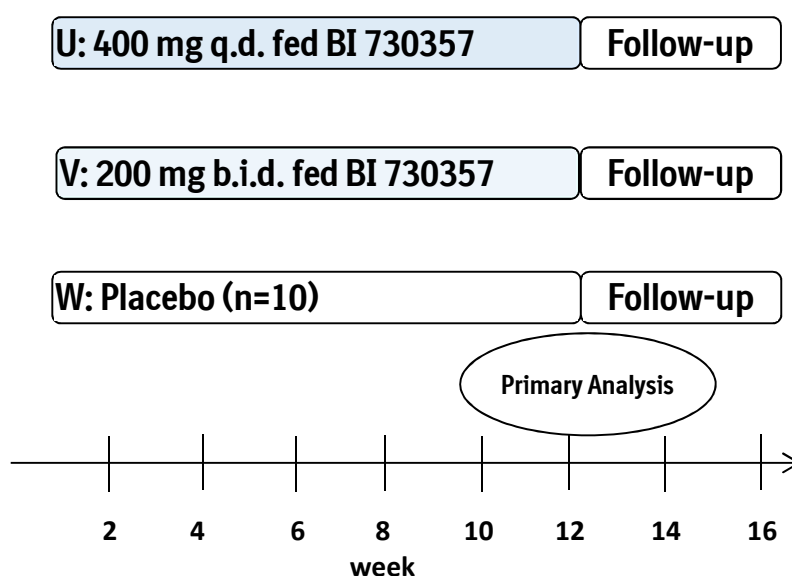 U: 400 mg q.d. fed BI 730357 Follow-up
V: 200 mg b.i.d. fed BI 730357 Follow-up
W: Placebo (n=10) Follow-up
Primary Analysis
2 4 6 8 10 12 14 16
week